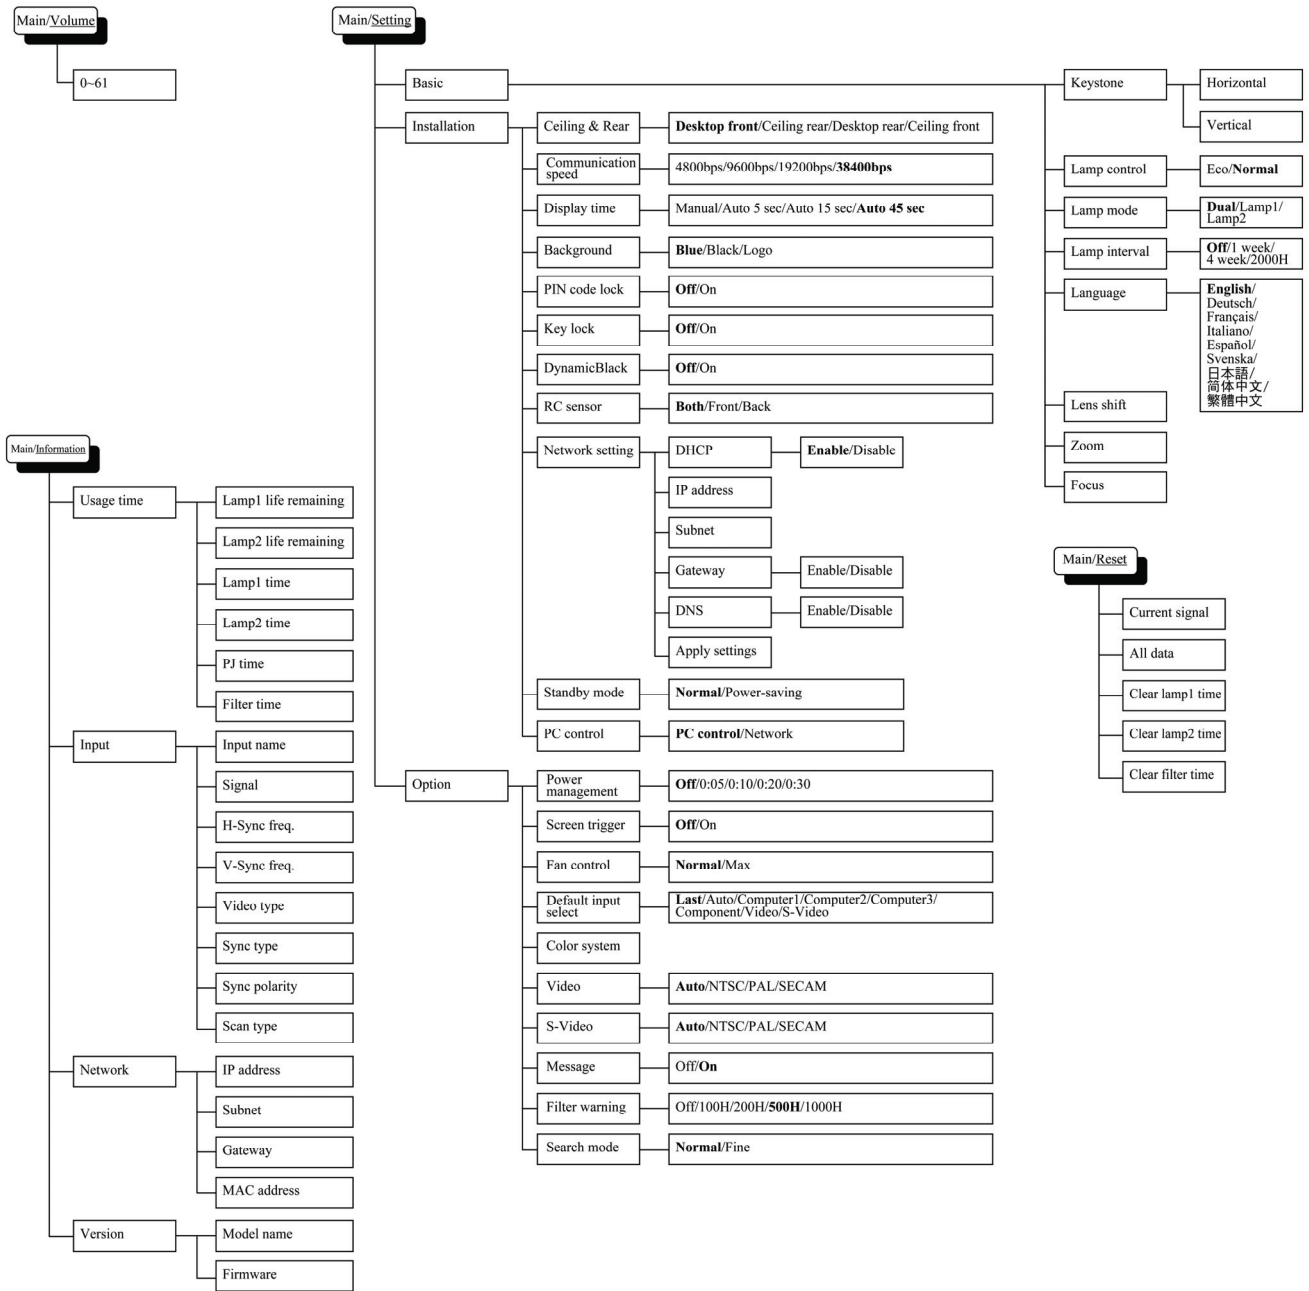 Main/Volume
0~61
Main/Setting
Basic
Keystone
Horizontal
Vertical
Lamp control
Eco/Normal
Lamp mode
Dual/Lamp1/
Lamp2
Lamp interval
Off/1 week/
4 week/2000H
Language
English/
Deutsch/
Français/
Italiano/
Español/
Svenska/
日本語/
简体中文/
繁體中文
Lens shift
Zoom
Focus
Installation
Ceiling & Rear
Desktop front/Ceiling rear/Desktop rear/Ceiling front
Communication
speed
4800bps/9600bps/19200bps/38400bps
Display time
Manual/Auto 5 sec/Auto 15 sec/Auto 45 sec
Background
Blue/Black/Logo
PIN code lock
Off/On
Key lock
Off/On
DynamicBlack
Off/On
RC sensor
Both/Front/Back
Network setting
DHCP
Enable/Disable
IP address
Subnet
Gateway
Enable/Disable
DNS
Enable/Disable
Apply settings
Standby mode
Normal/Power-saving
PC control
PC control/Network
Option
Power
management
Off/0:05/0:10/0:20/0:30
Screen trigger
Off/On
Fan control
Normal/Max
Default input
select
Last/Auto/Computer1/Computer2/Computer3/
Component/Video/S-Video
Color system
Video
Auto/NTSC/PAL/SECAM
S-Video
Auto/NTSC/PAL/SECAM
Message
Off/On
Filter warning
Off/100H/200H/500H/1000H
Search mode
Normal/Fine
Main/Information
Usage time
Lamp1 life remaining
Lamp2 life remaining
Lamp1 time
Lamp2 time
PJ time
Filter time
Input
Input name
Signal
H-Sync freq.
V-Sync freq.
Video type
Sync type
Sync polarity
Scan type
Network
IP address
Subnet
Gateway
MAC address
Version
Model name
Firmware
Main/Reset
Current signal
All data
Clear lamp1 time
Clear lamp2 time
Clear filter time